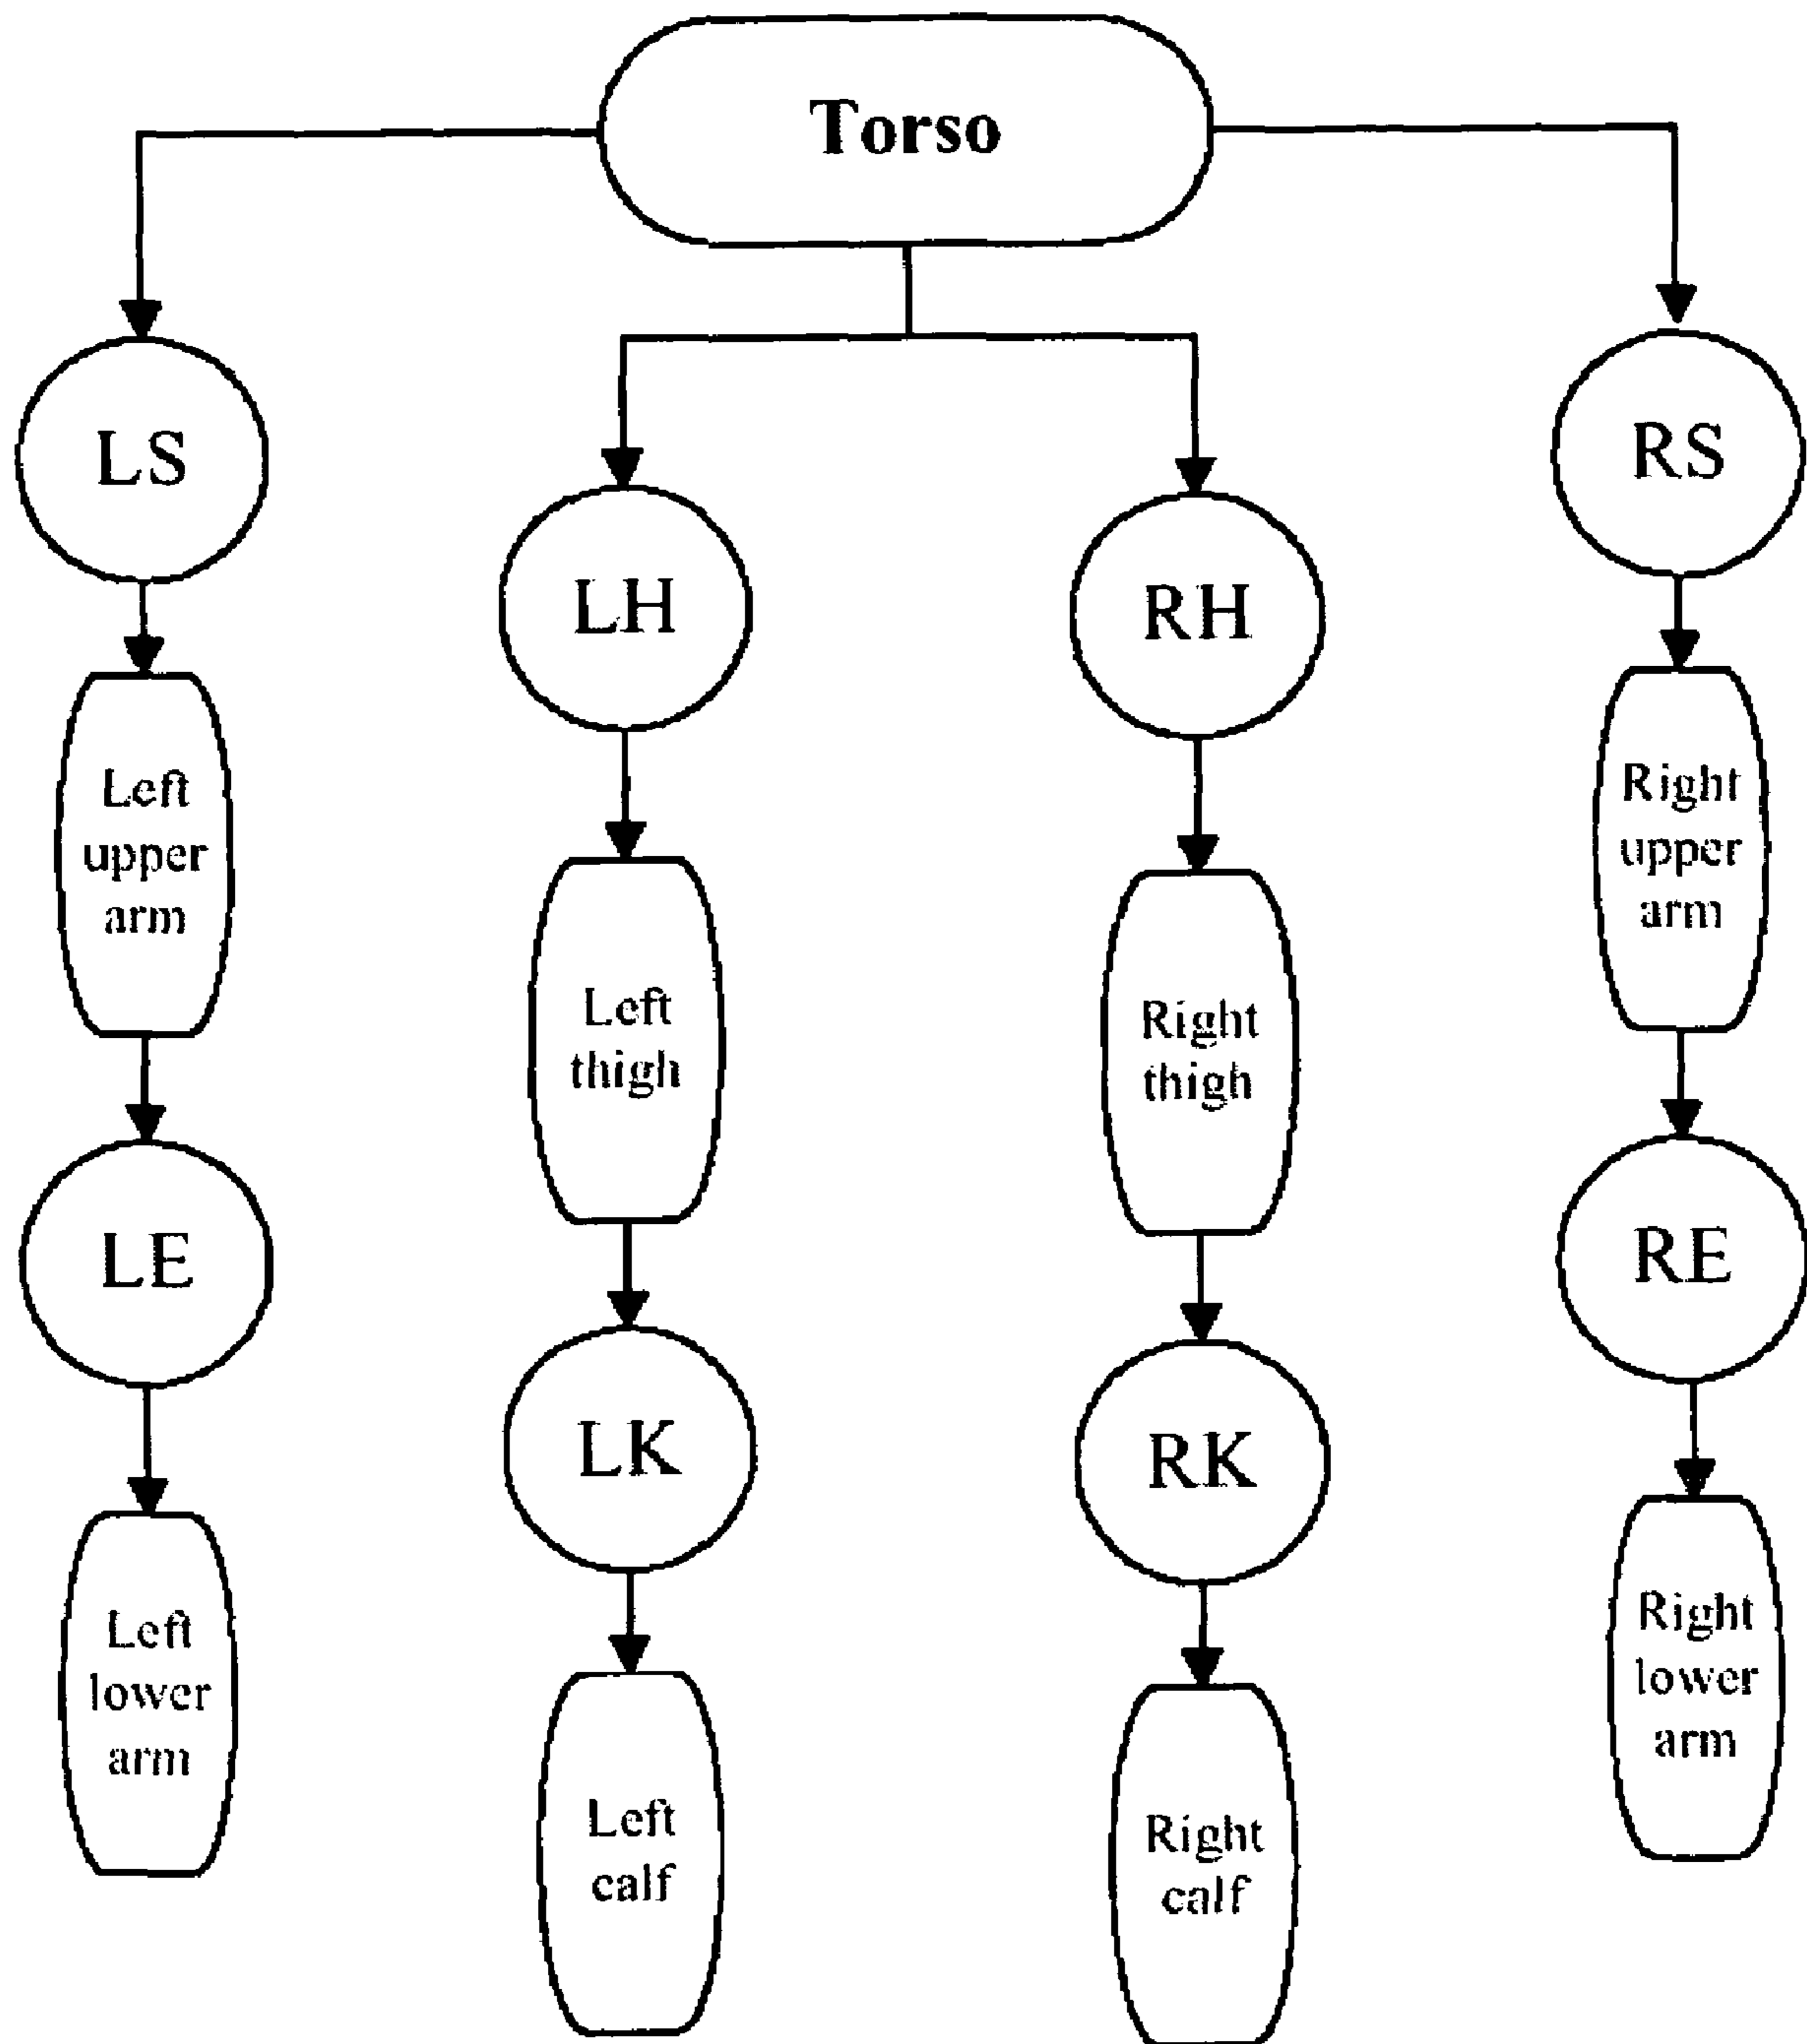 Torso
LS
RS
LH
RH
Left
upper
arm
Right
upper
arm
Left
thigh
Right
thigh
LE
RE
LK
RK
Left
lower
arm
Right
lower
arm
Left
calf
Right
calf